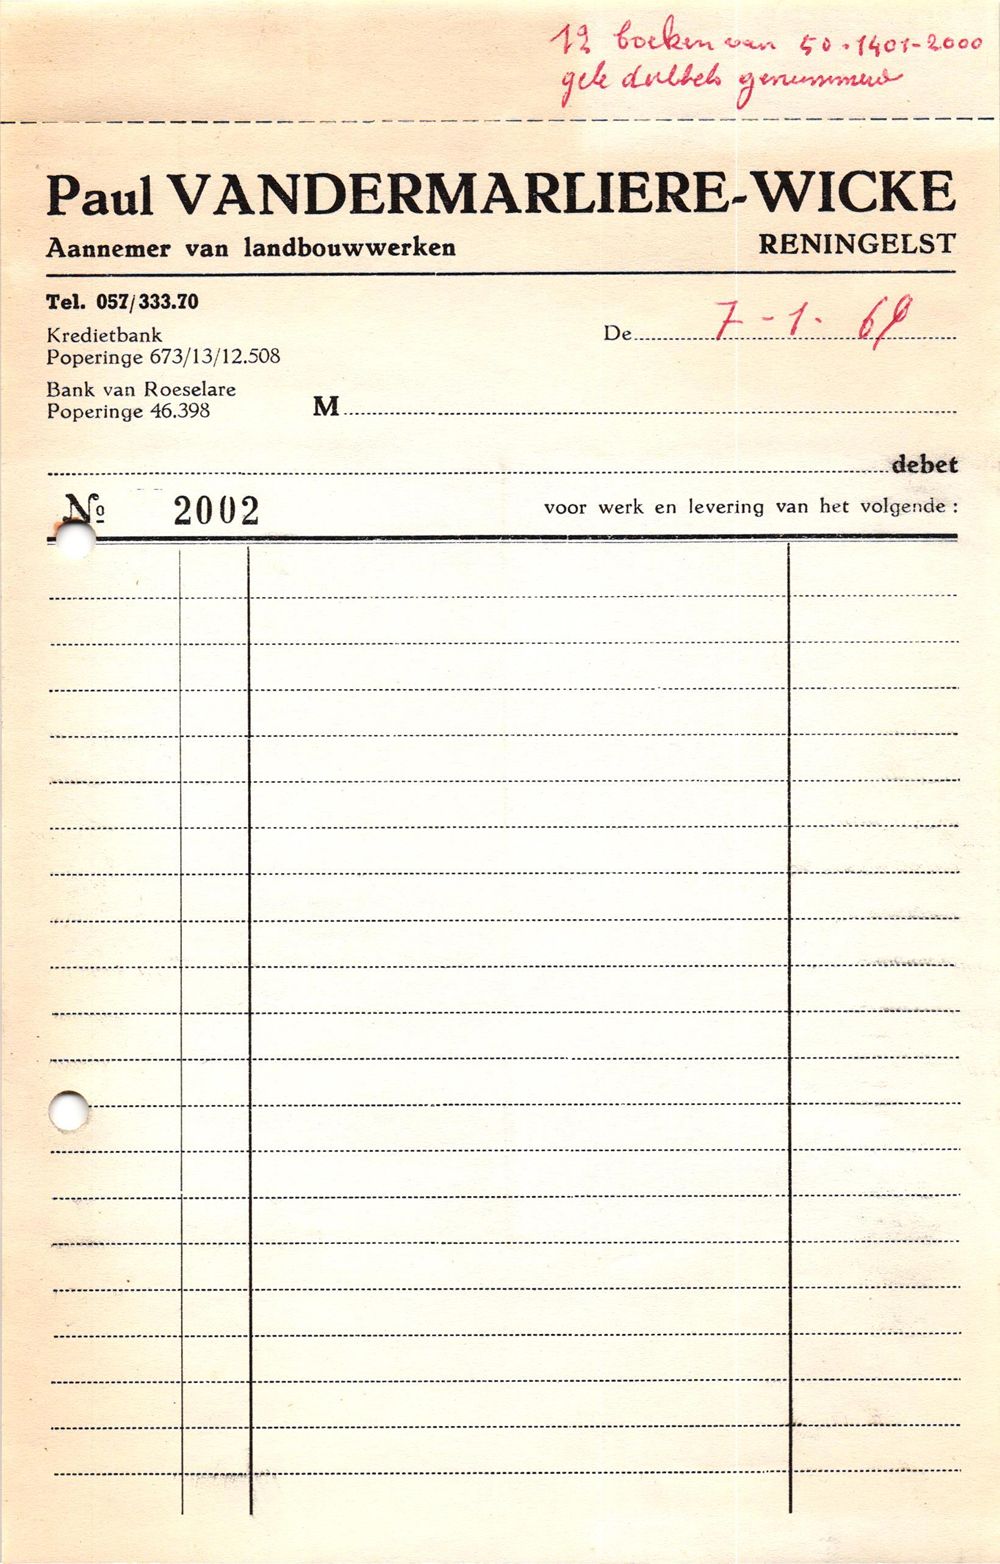 12 boeken van 50 - 1401-2000
gele dubbels genummerd
Paul VANDERMARLIERE-WICKE
Aannemer van landbouwwerken RENINGELST
Tel. 057/333.70
Kredietbank
Poperinge 673/13/12.508
De 7 - 1 - 69
Bank van Roeselare
Poperinge 46.398
M
debet
No 2002 voor werk en levering van het volgende :